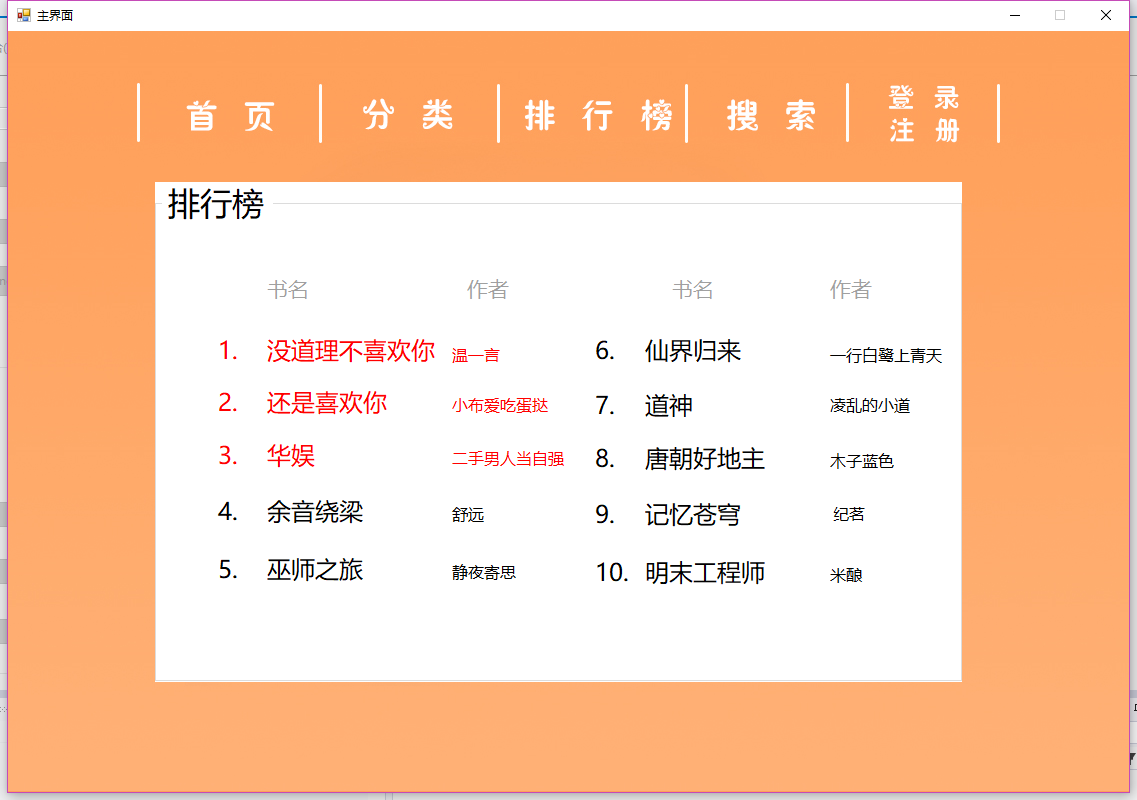 主界面
首页 分类 排行榜 搜索 登录
注册
排行榜
书名 作者 书名 作者
1. 没道理不喜欢你 温一言 6. 仙界归来 一行白鹭上青天
2. 还是喜欢你 小布爱吃蛋挞 7. 道神 凌乱的小道
3. 华娱 二手男人当自强 8. 唐朝好地主 木子蓝色
4. 余音绕梁 舒远 9. 记忆苍穹 纪茗
5. 巫师之旅 静夜寄思 10. 明末工程师 米酿